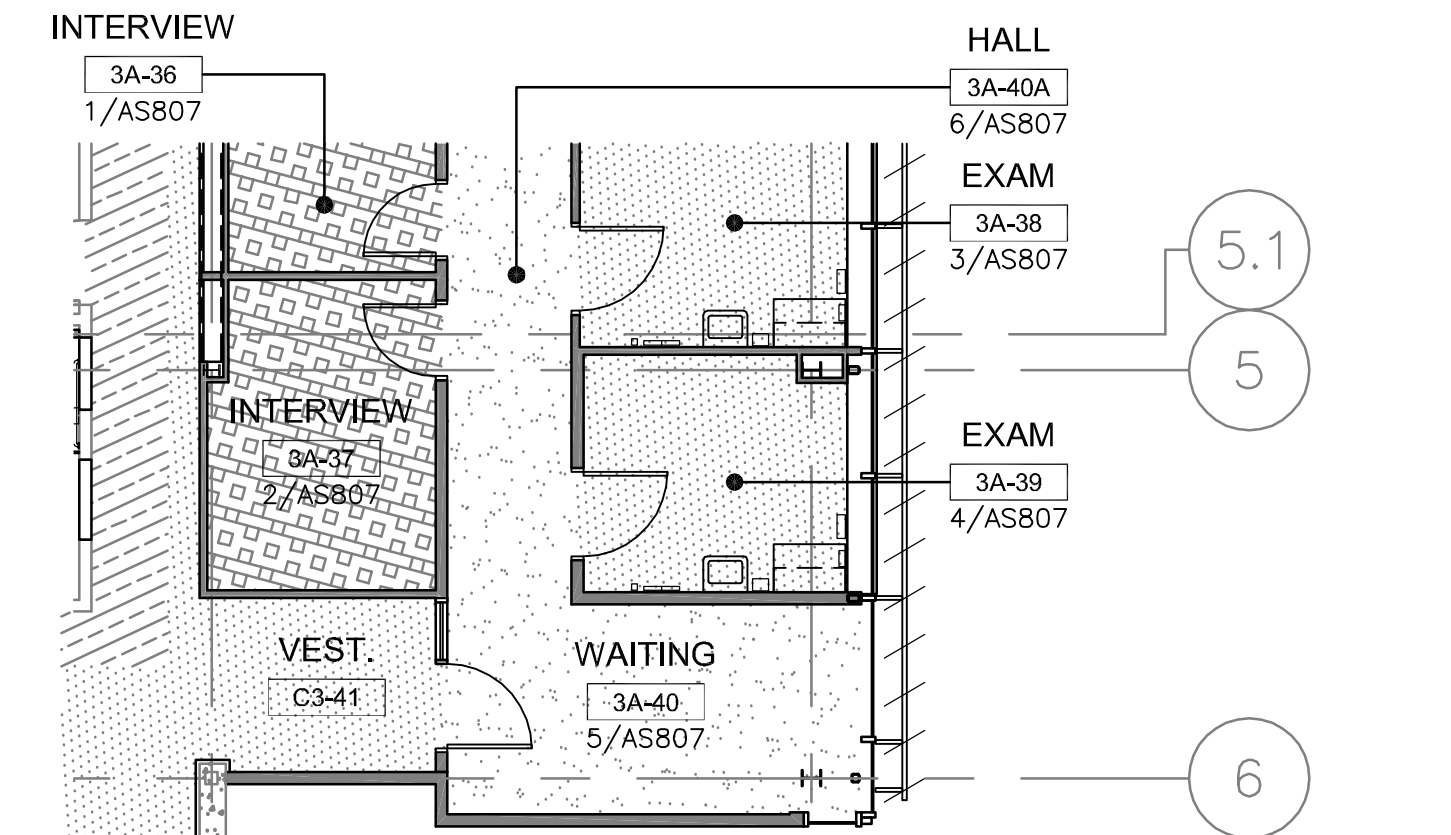 INTERVIEW
3A-36
1/AS807
HALL
3A-40A
6/AS807
EXAM
3A-38
3/AS807
5.1
5
INTERVIEW
3A-37
2/AS807
EXAM
3A-39
4/AS807
VEST.
C3-41
WAITING
3A-40
5/AS807
6